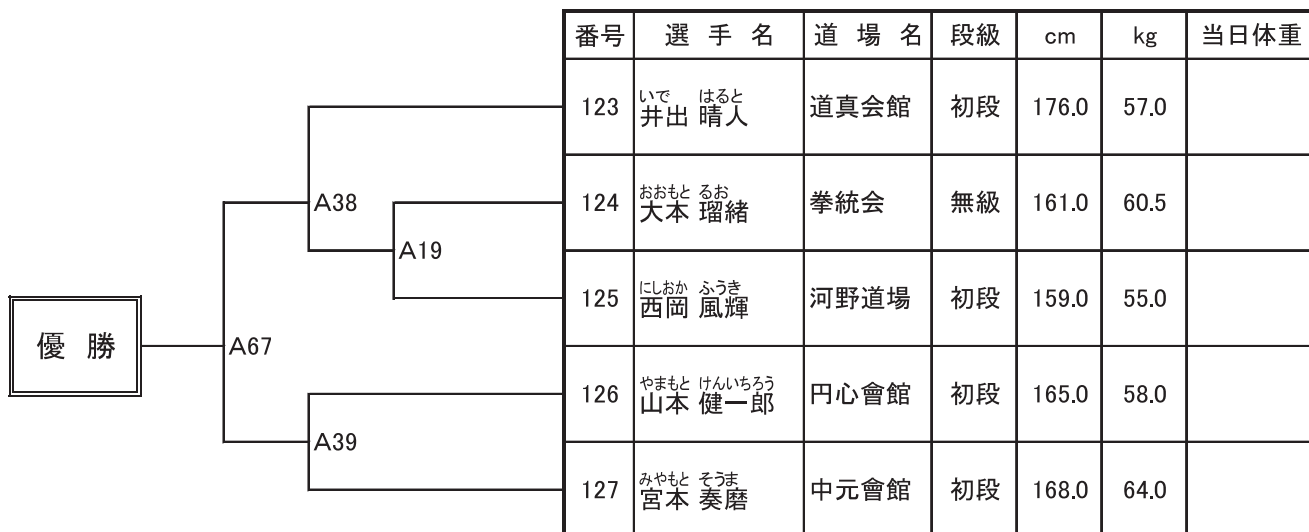 番号 選手名 道場名 段級 cm kg 当日体重
いで はると
123 井出 晴人 道真会館 初段 176.0 57.0
A38
おおもと るお
124 大本 瑠緒 拳統会 無級 161.0 60.5
A19
にしおか ふうき
125 西岡 風輝 河野道場 初段 159.0 55.0
優勝
A67
やまもと けんいちろう
126 山本 健一郎 円心會館 初段 165.0 58.0
A39
みやもと そうま
127 宮本 奏磨 中元會館 初段 168.0 64.0